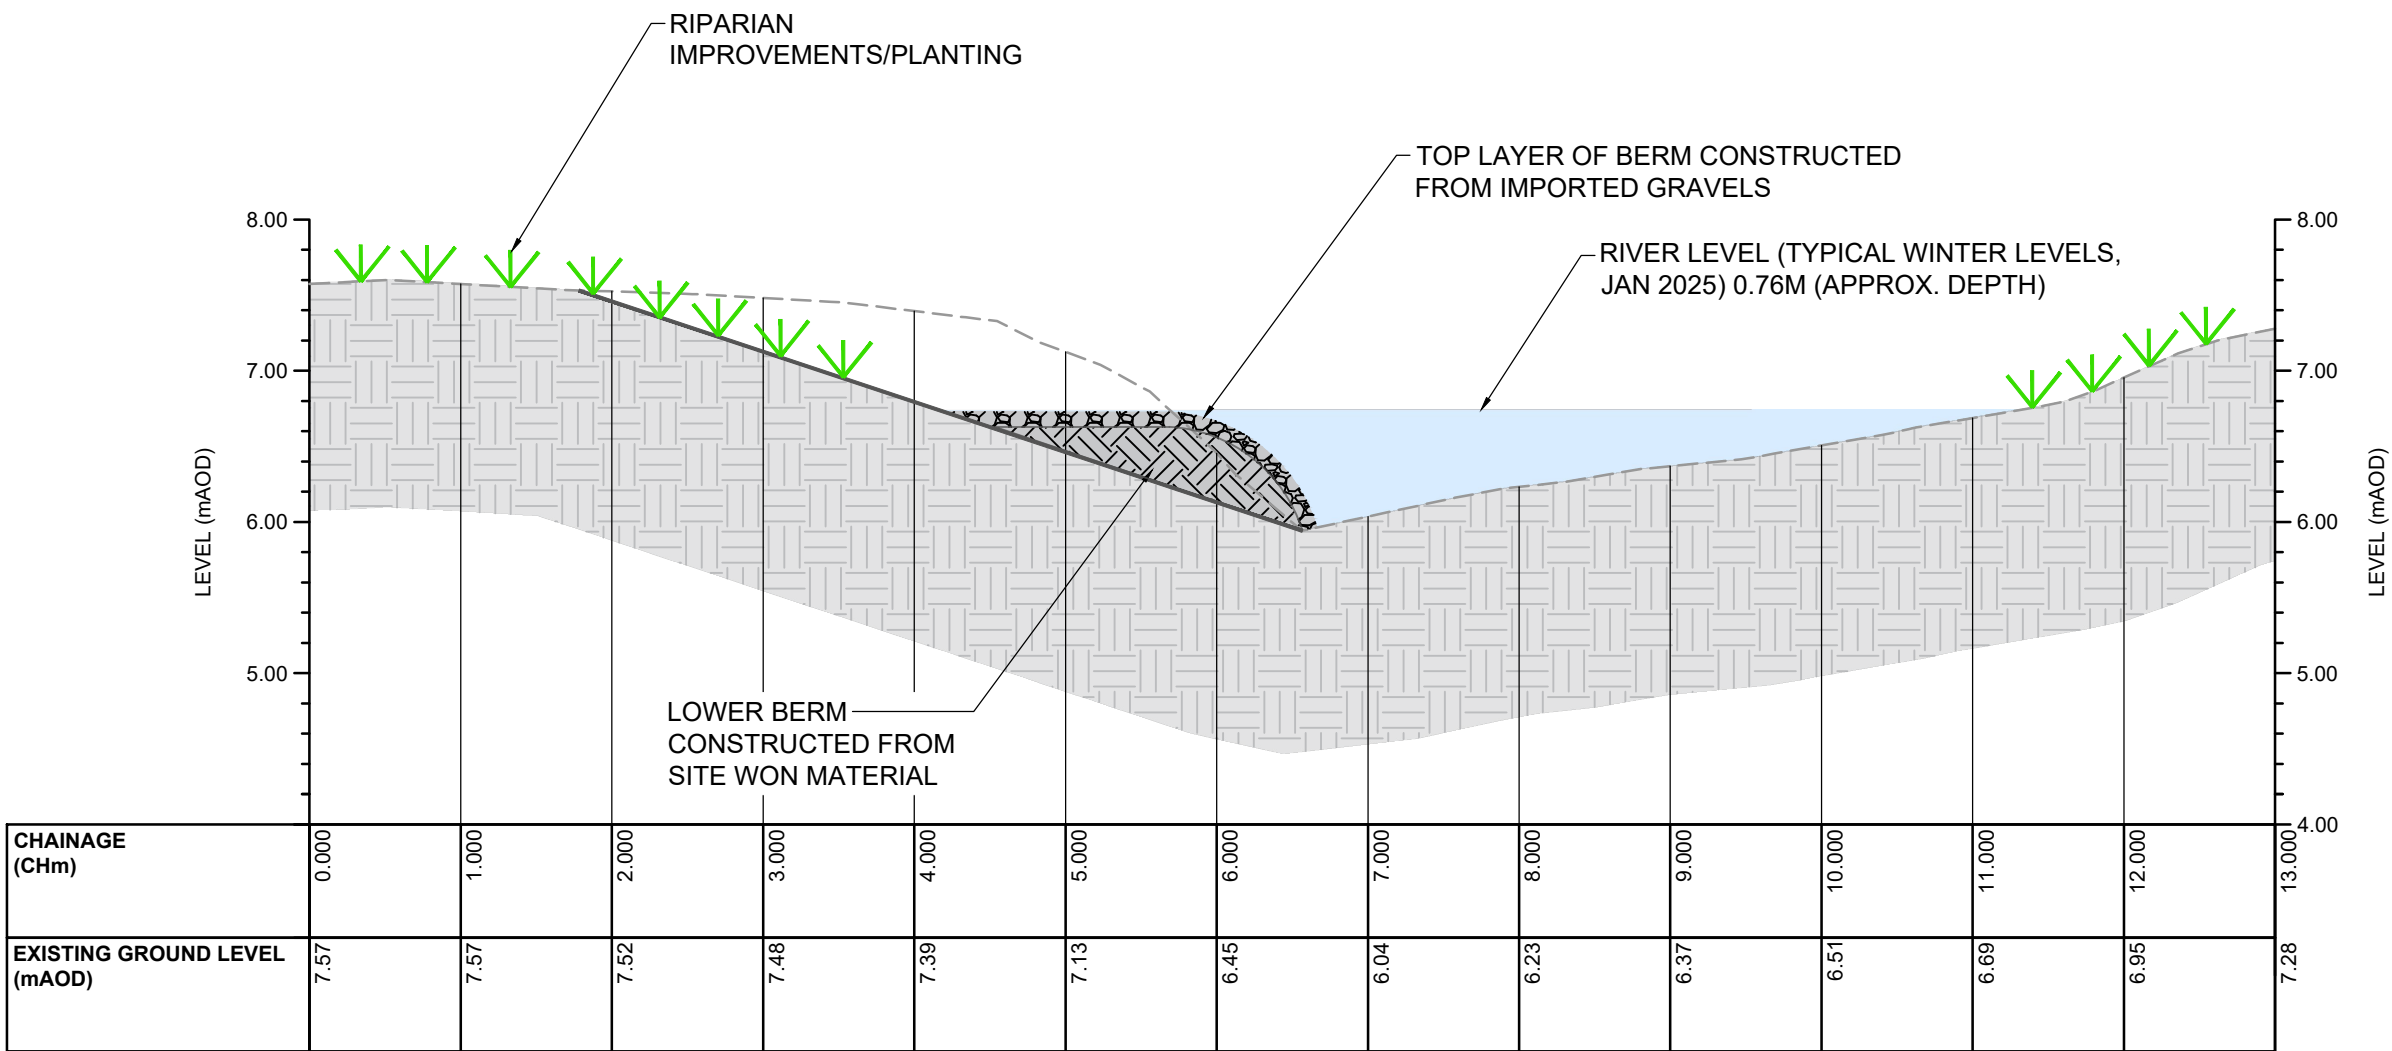 RIPARIAN
IMPROVEMENTS/PLANTING
TOP LAYER OF BERM CONSTRUCTED
FROM IMPORTED GRAVELS
RIVER LEVEL (TYPICAL WINTER LEVELS,
JAN 2025) 0.76M (APPROX. DEPTH)
8.00
7.00
6.00
5.00
LEVEL (mAOD)
8.00
7.00
6.00
5.00
4.00
LEVEL (mAOD)
LOWER BERM
CONSTRUCTED FROM
SITE WON MATERIAL
CHAINAGE
(CHm)
0.000
1.000
2.000
3.000
4.000
5.000
6.000
7.000
8.000
9.000
10.000
11.000
12.000
13.000
EXISTING GROUND LEVEL
(mAOD)
7.57
7.57
7.52
7.48
7.39
7.13
6.45
6.04
6.23
6.37
6.51
6.69
6.95
7.28